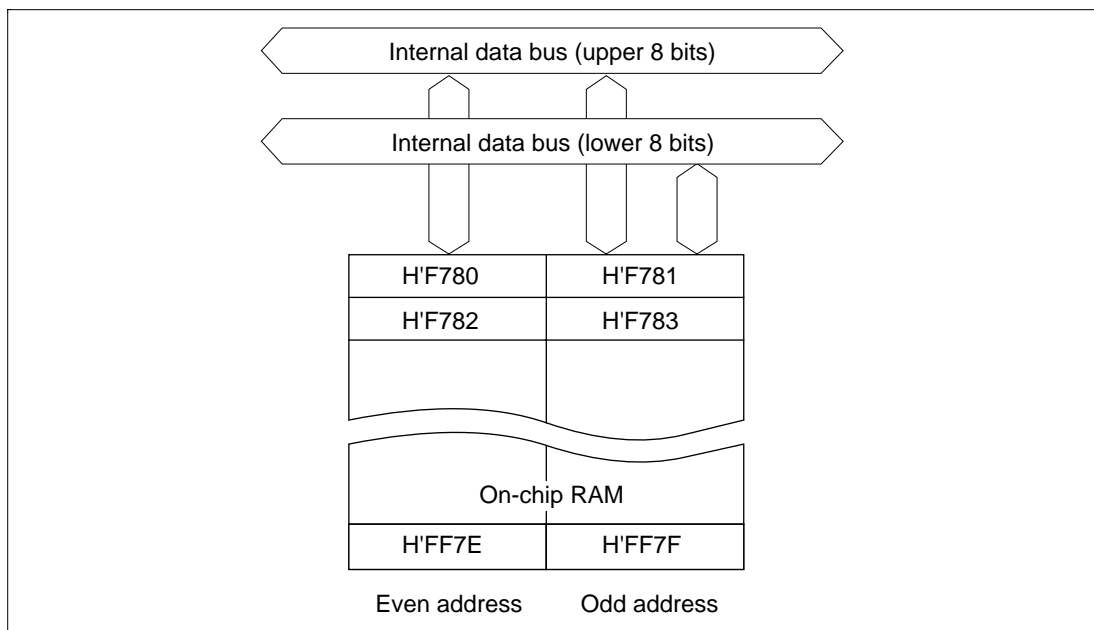 Internal data bus (upper 8 bits)
Internal data bus (lower 8 bits)
H'F780 H'F781
H'F782 H'F783
On-chip RAM
H'FF7E H'FF7F
Even address Odd address